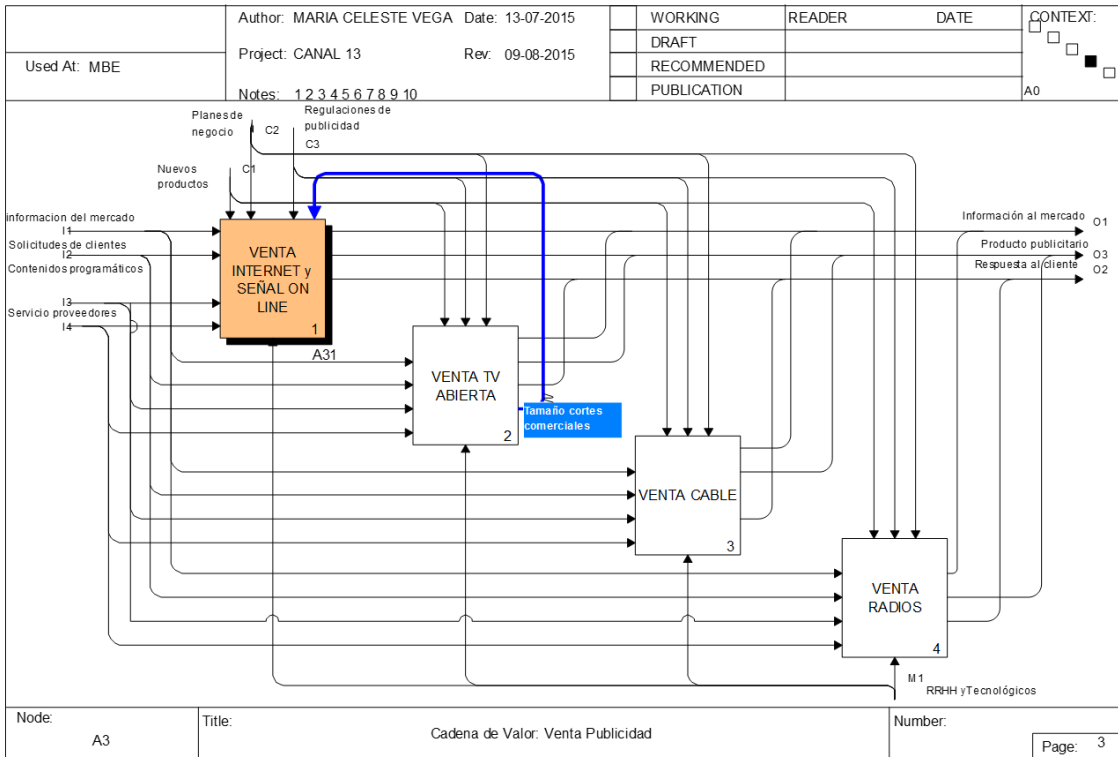 Author: MARIA CELESTE VEGA Date: 13-07-2015
WORKING READER DATE CONTEXT:
DRAFT
Used At: MBE
Project: CANAL 13 Rev: 09-08-2015
RECOMMENDED
Notes: 1 2 3 4 5 6 7 8 9 10
PUBLICATION
A0
Planes de
negocio
C2
Regulaciones de
publicidad
C3
Nuevos
productos
C1
informacion del mercado
I1
Solicitudes de clientes
I2
Contenidos programáticos
I3
Servicio proveedores
I4
VENTA
INTERNET y
SEÑAL ON
LINE
1
A31
Información al mercado O1
Producto publicitario
O3
Respuesta al cliente
O2
VENTA TV
ABIERTA
2
Tamaño cortes
comerciales
VENTA CABLE
3
VENTA
RADIOS
4
M1
RRHH yTecnológicos
Node:
A3
Title:
Cadena de Valor: Venta Publicidad
Number:
Page: 3